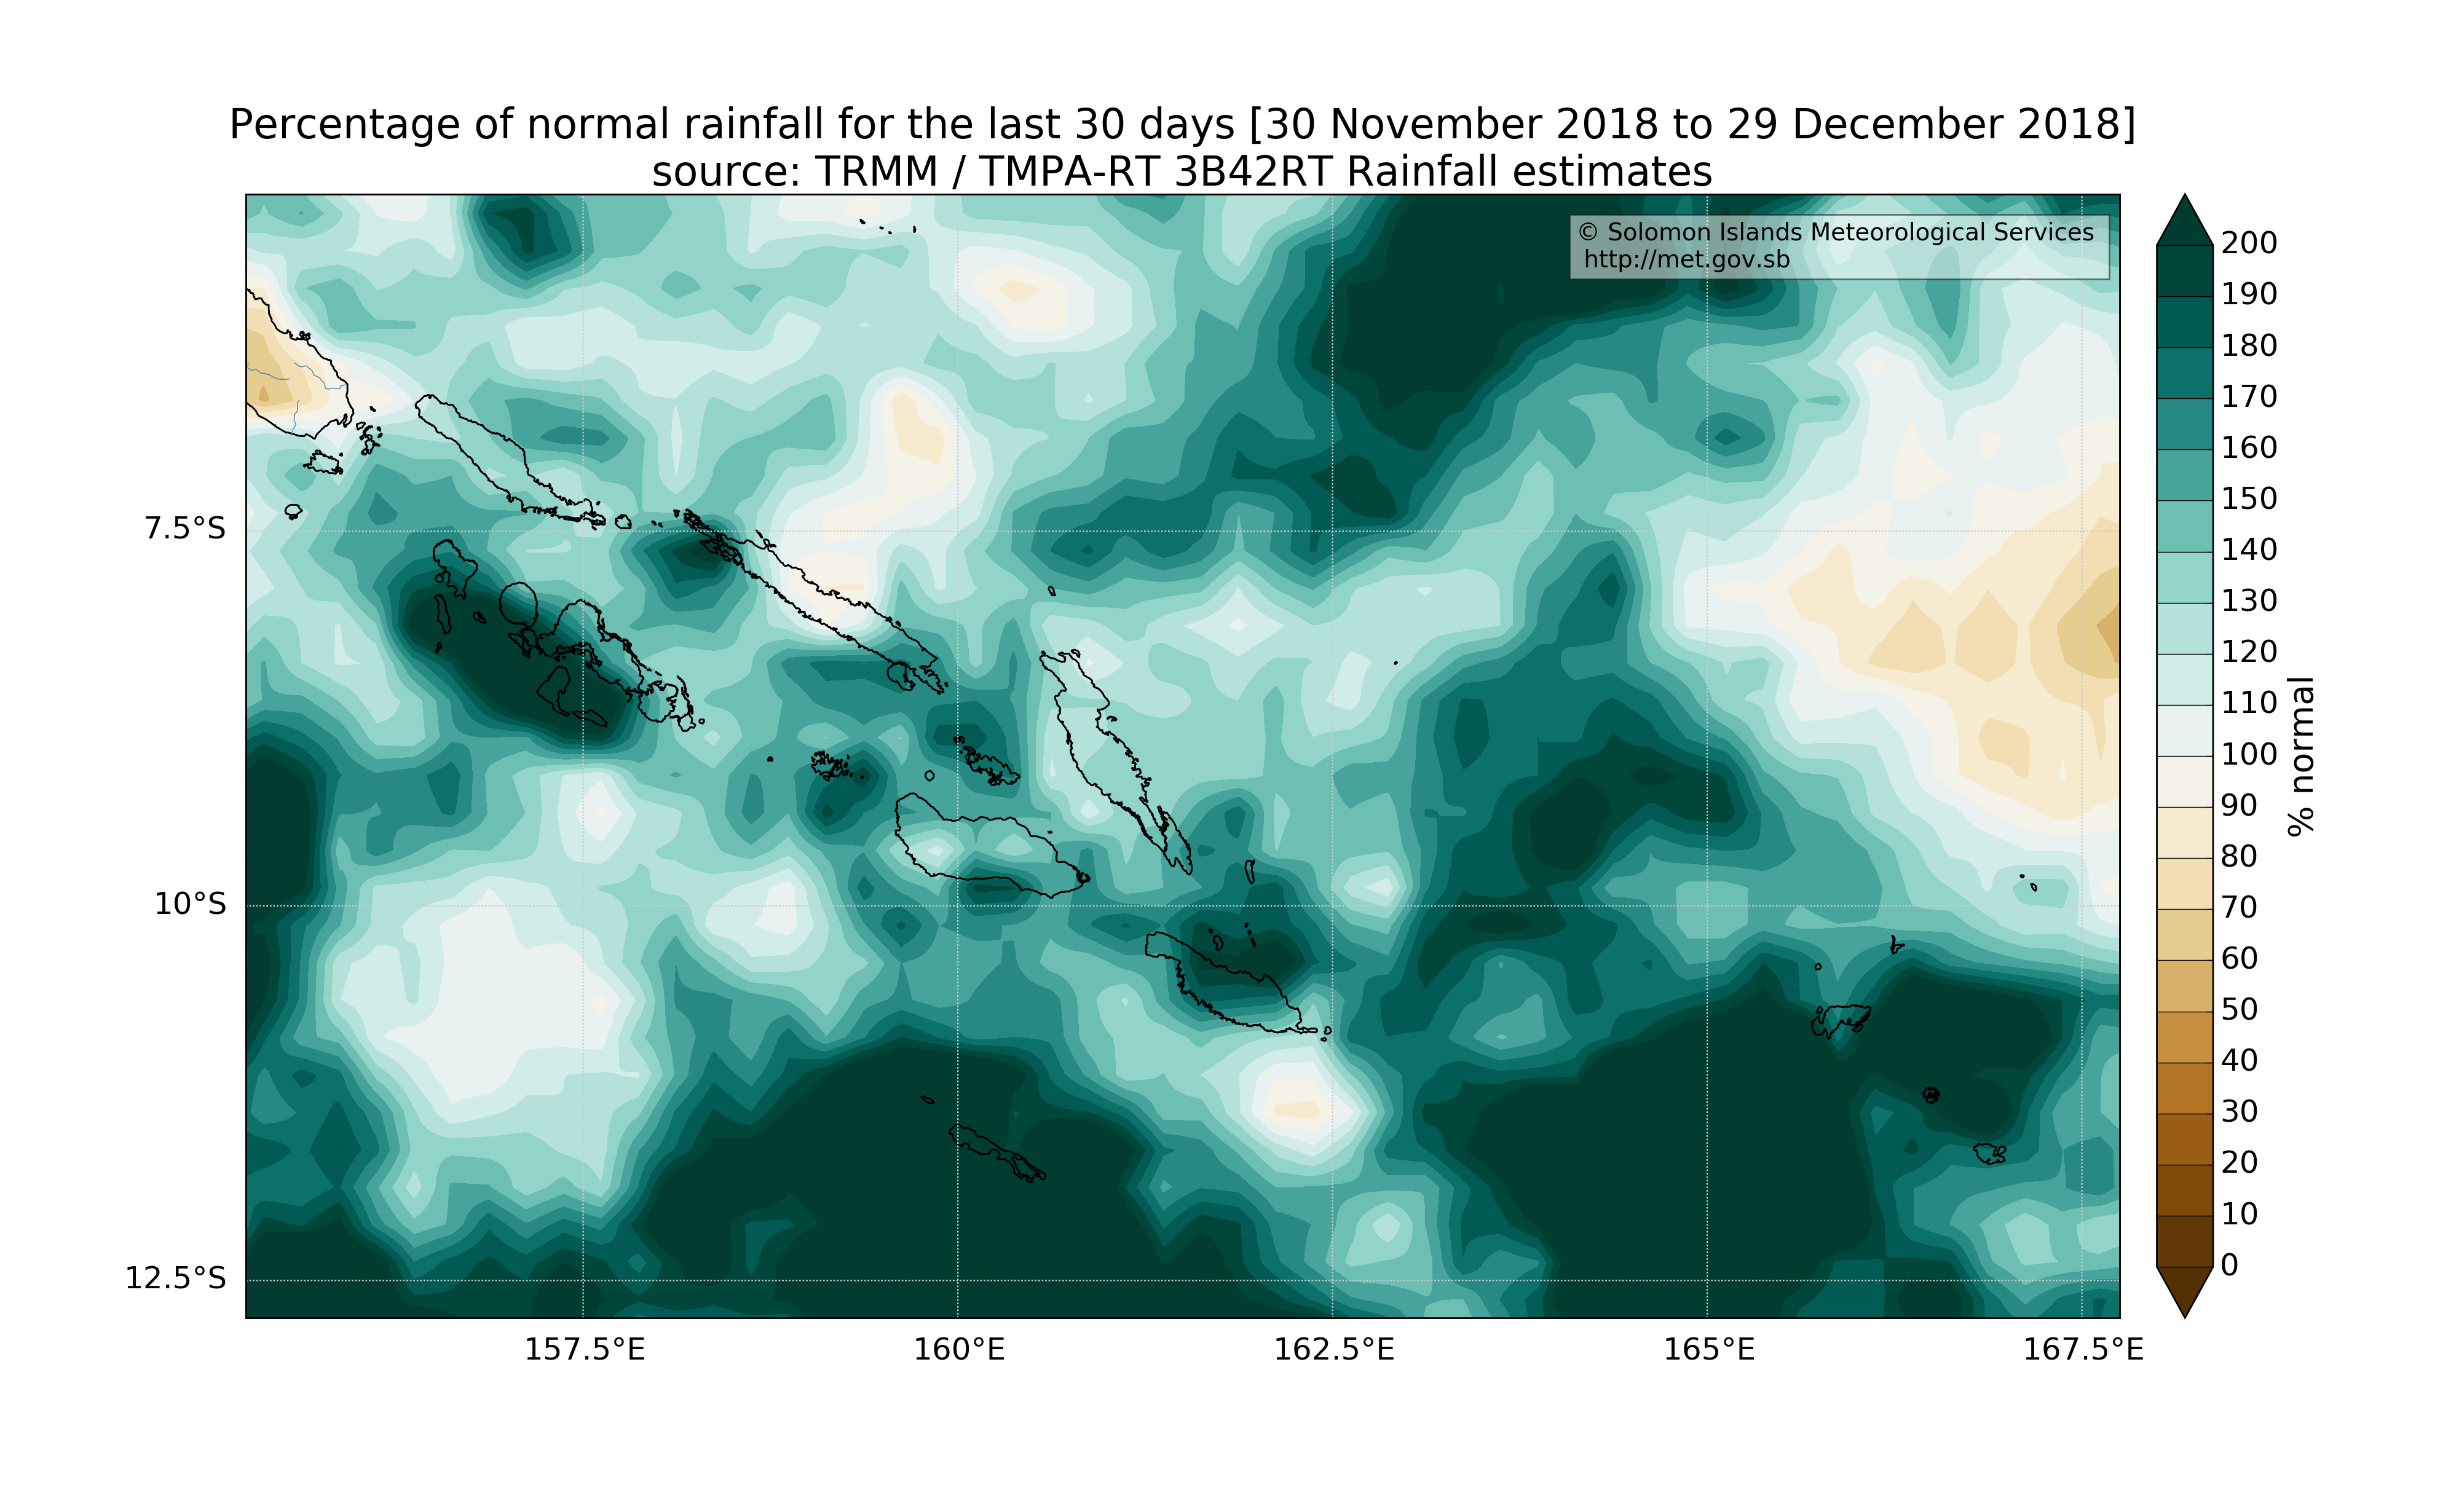 Percentage of normal rainfall for the last 30 days [30 November 2018 to 29 December 2018]
source: TRMM / TMPA-RT 3B42RT Rainfall estimates
© Solomon Islands Meteorological Services
http://met.gov.sb
7.5°S
10°S
12.5°S
157.5°E
160°E
162.5°E
165°E
167.5°E
200
190
180
170
160
150
140
130
120
110
100
90
80
70
60
50
40
30
20
10
0
% normal